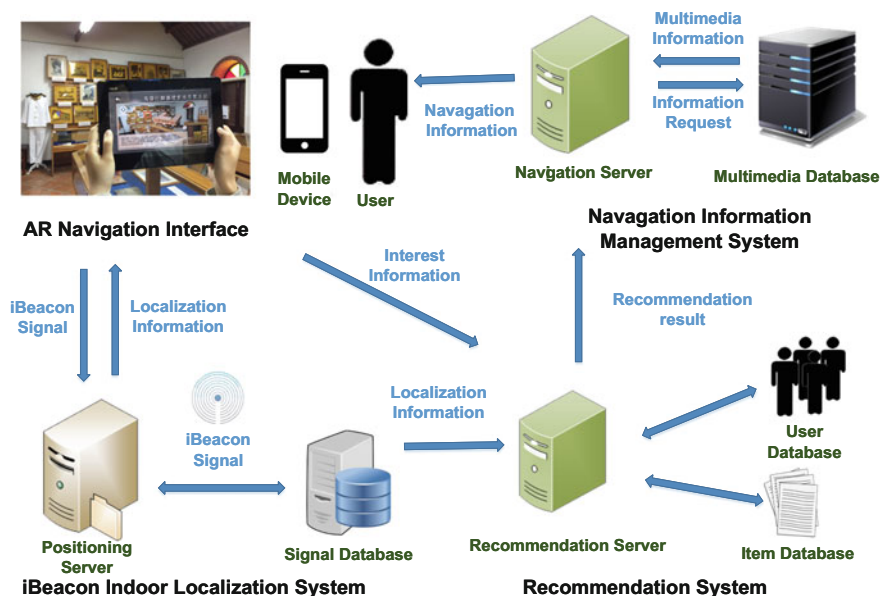 Multimedia
Information
Navagation
Information
Information
Request
Mobile
Device
User
Navigation Server
Multimedia Database
AR Navigation Interface
Navagation Information
Management System
Interest
Information
iBeacon
Signal
Localization
Information
Recommendation
result
Localization
Information
iBeacon
Signal
User
Database
Positioning
Server
Signal Database
Recommendation Server
Item Database
iBeacon Indoor Localization System
Recommendation System